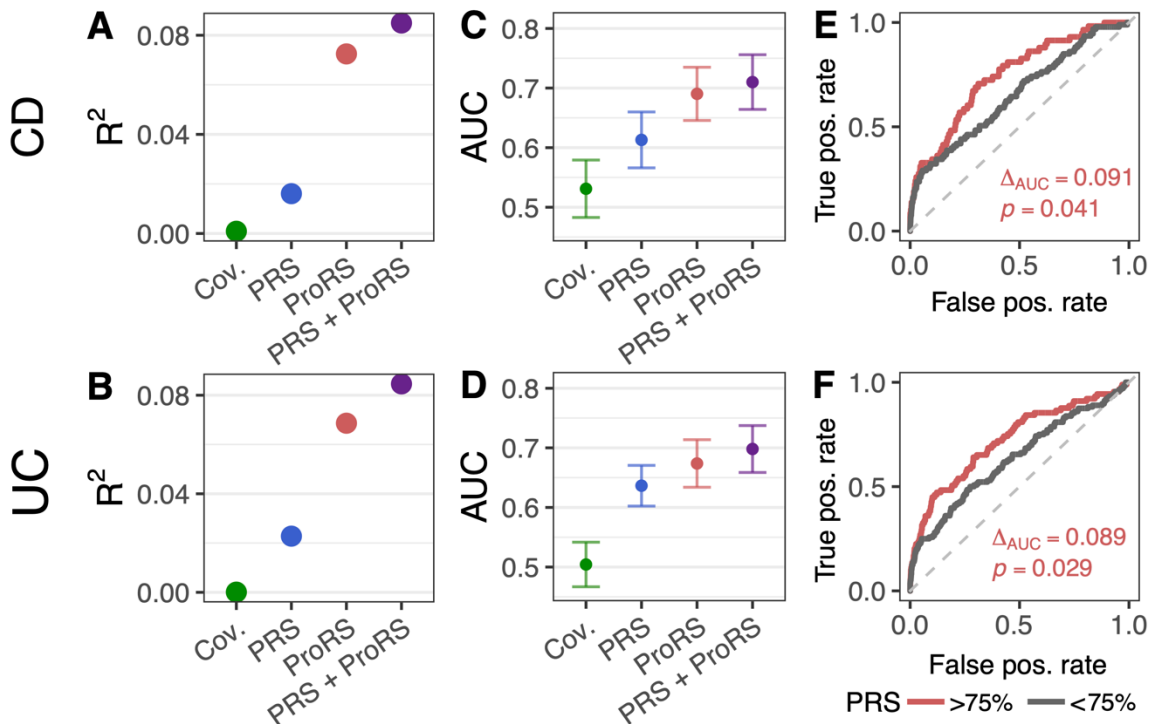 A
CD
R²
0.08
0.04
0.00
Cov.
PRS
ProRS
PRS + ProRS
C
AUC
0.8
0.7
0.6
0.5
Cov.
PRS
ProRS
PRS + ProRS
E
True pos. rate
1.0
0.5
0.0
Δ_AUC = 0.091
p = 0.041
0.0 0.5 1.0
False pos. rate
B
UC
R²
0.08
0.04
0.00
Cov.
PRS
ProRS
PRS + ProRS
D
AUC
0.8
0.7
0.6
0.5
Cov.
PRS
ProRS
PRS + ProRS
F
True pos. rate
1.0
0.5
0.0
Δ_AUC = 0.089
p = 0.029
0.0 0.5 1.0
False pos. rate
PRS >75% <75%